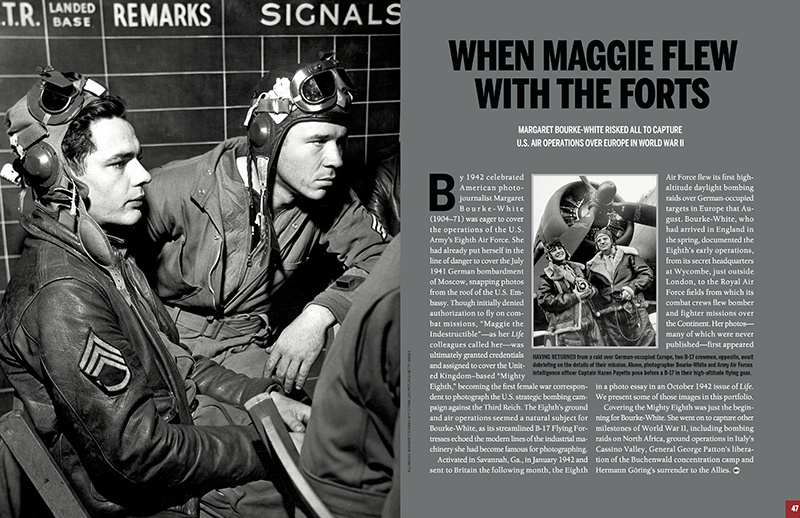 .T.R.
LANDED
BASE
REMARKS
SIGNALS
WHEN MAGGIE FLEW
WITH THE FORTS
MARGARET BOURKE-WHITE RISKED ALL TO CAPTURE
U.S. AIR OPERATIONS OVER EUROPE IN WORLD WAR II
By 1942 celebrated
American photo-
journalist Margaret
Bourke-White
(1904–71) was eager to cover
the operations of the U.S.
Army's Eighth Air Force. She
had already put herself in the
line of danger to cover the July
1941 German bombardment
of Moscow, snapping photos
from the roof of the U.S. Em-
bassy. Though initially denied
authorization to fly on com-
bat missions, "Maggie the
Indestructible"—as her Life
colleagues called her—was
ultimately granted credentials
and assigned to cover the Unit-
ed Kingdom–based "Mighty
Eighth," becoming the first female war correspon-
dent to photograph the U.S. strategic bombing cam-
paign against the Third Reich. The Eighth's ground
and air operations seemed a natural subject for
Bourke-White, as its streamlined B-17 Flying For-
tresses echoed the modern lines of the industrial ma-
chinery she had become famous for photographing.
Activated in Savannah, Ga., in January 1942 and
sent to Britain the following month, the Eighth
Air Force flew its first high-
altitude daylight bombing
raids over German-occupied
targets in Europe that Au-
gust. Bourke-White, who
had arrived in England in
the spring, documented the
Eighth's early operations,
from its secret headquarters
at Wycombe, just outside
London, to the Royal Air
Force fields from which its
combat crews flew bomber
and fighter missions over
the Continent. Her photos—
many of which were never
published—first appeared
in a photo essay in an October 1942 issue of Life.
We present some of those images in this portfolio.
Covering the Mighty Eighth was just the begin-
ning for Bourke-White. She went on to capture other
milestones of World War II, including bombing
raids on North Africa, ground operations in Italy's
Cassino Valley, General George Patton's libera-
tion of the Buchenwald concentration camp and
Hermann Göring's surrender to the Allies.
HAVING RETURNED from a raid over German-occupied Europe, two B-17 crewmen, opposite, await
debriefing on the details of their mission. Above, photographer Bourke-White and Army Air Forces
intelligence officer Captain Hazen Payette pose before a B-17 in their high-altitude flying gear.
47